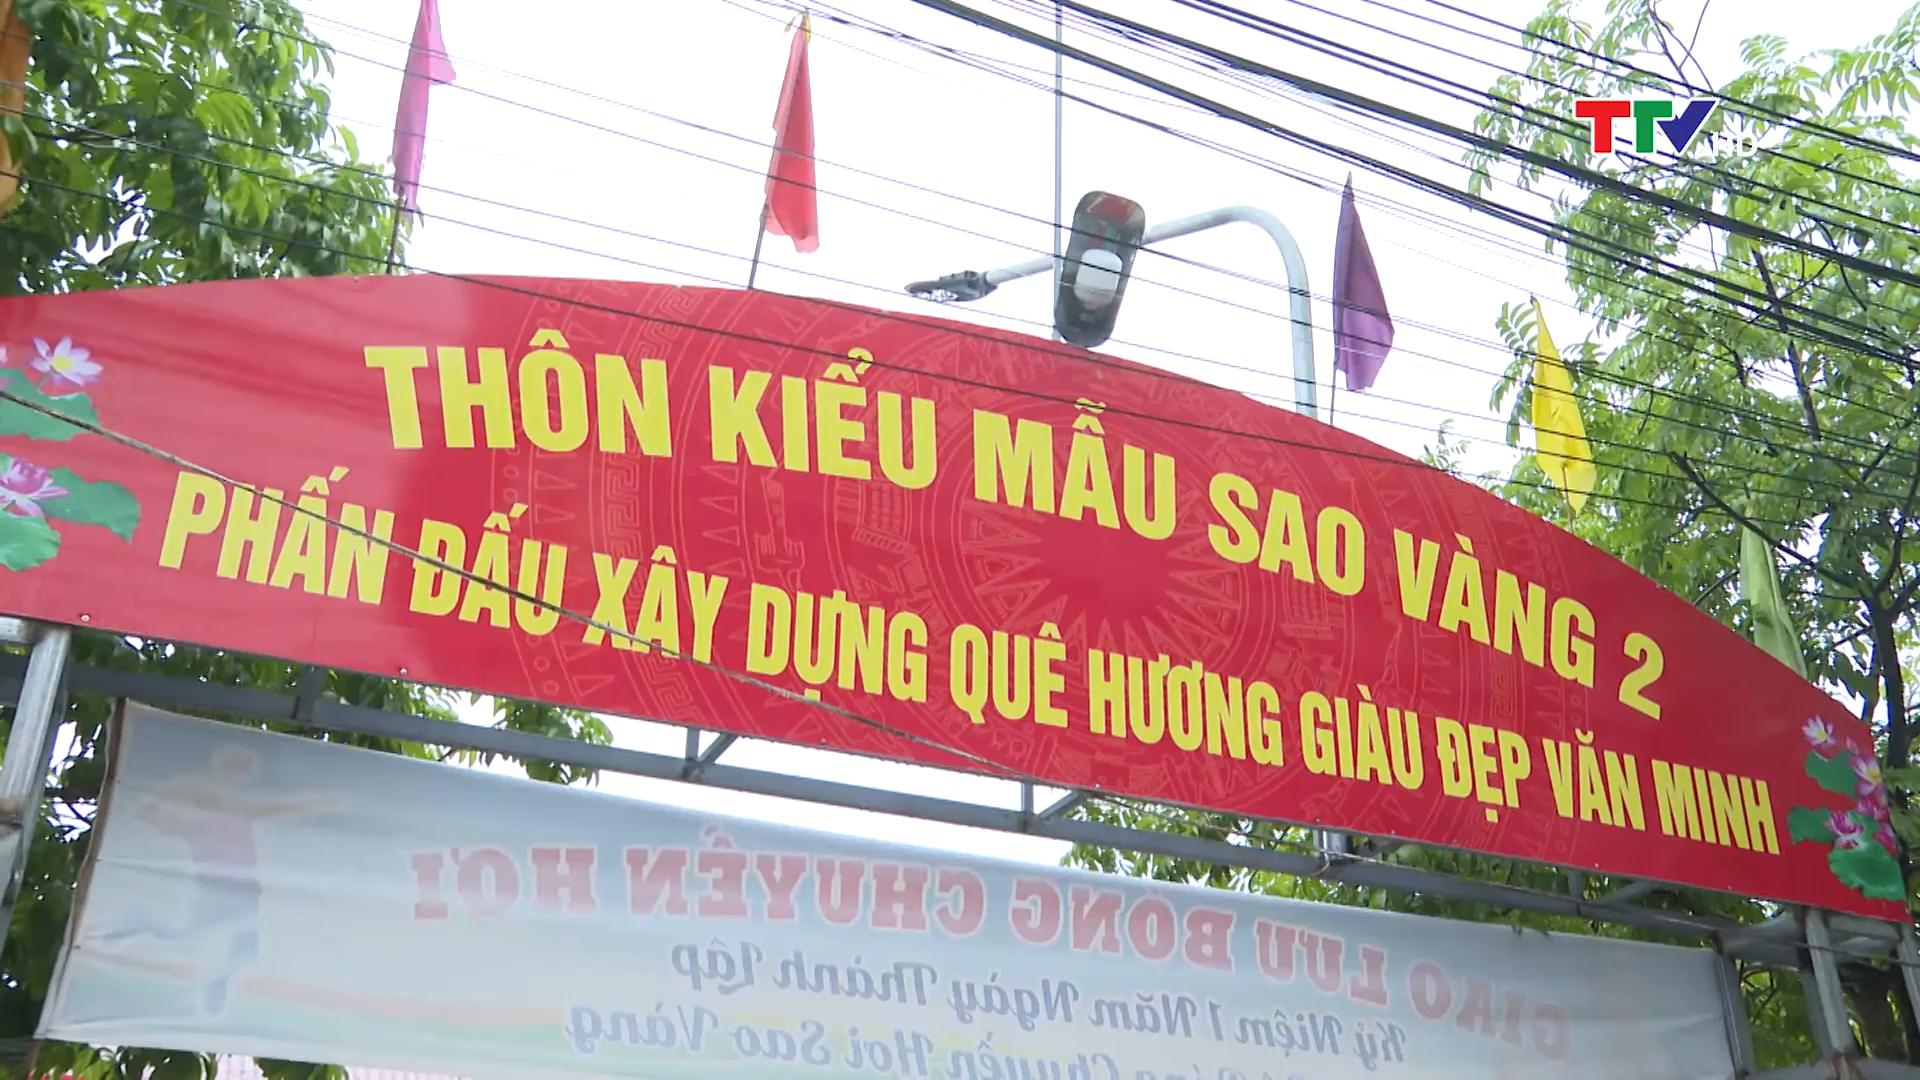 TTV HD
THÔN KIỂU MẪU SAO VÀNG 2
PHẤN ĐẤU XÂY DỰNG QUÊ HƯƠNG GIÀU ĐẸP VĂN MINH
GIAO LƯU BÓNG CHUYỀN HƠI
Kỷ Niệm 1 Năm Ngày Thành Lập
Bóng Chuyền Hơi Sao Vàng